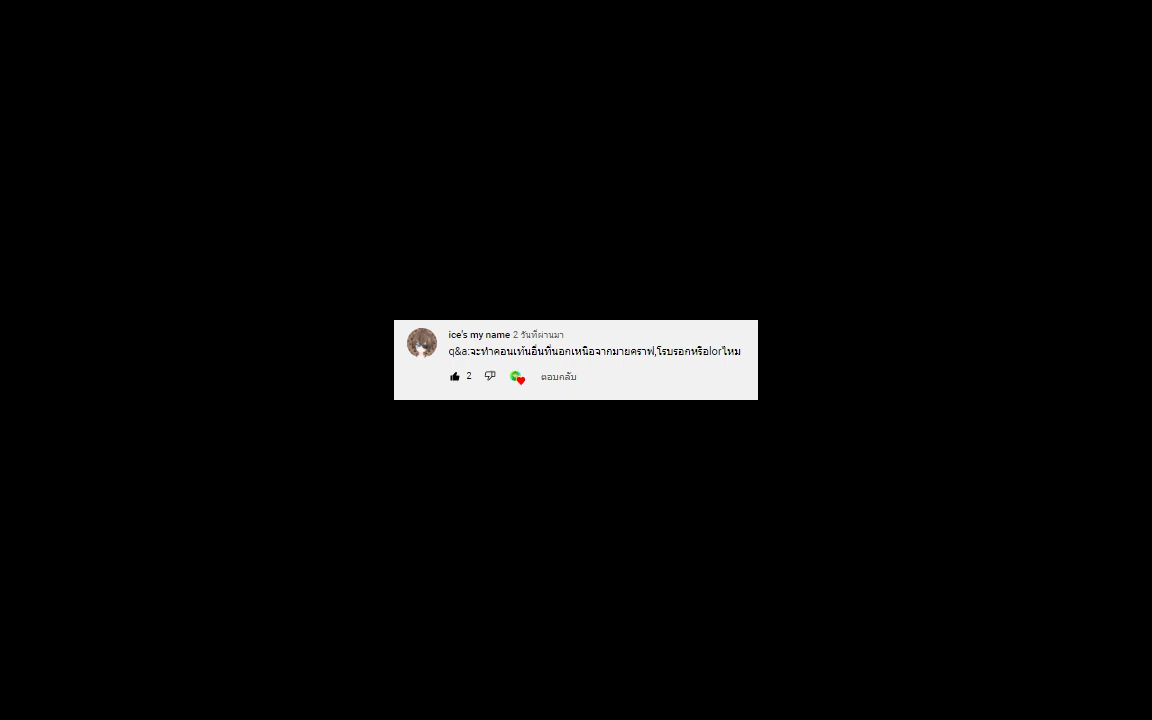 ice's my name 2 วันที่ผ่านมา
q&a:จะทำคอนเท้นอื่นที่นอกเหนือจากมายคราฟ,โรบรอกหรือlorไหม
2 ตอบกลับ